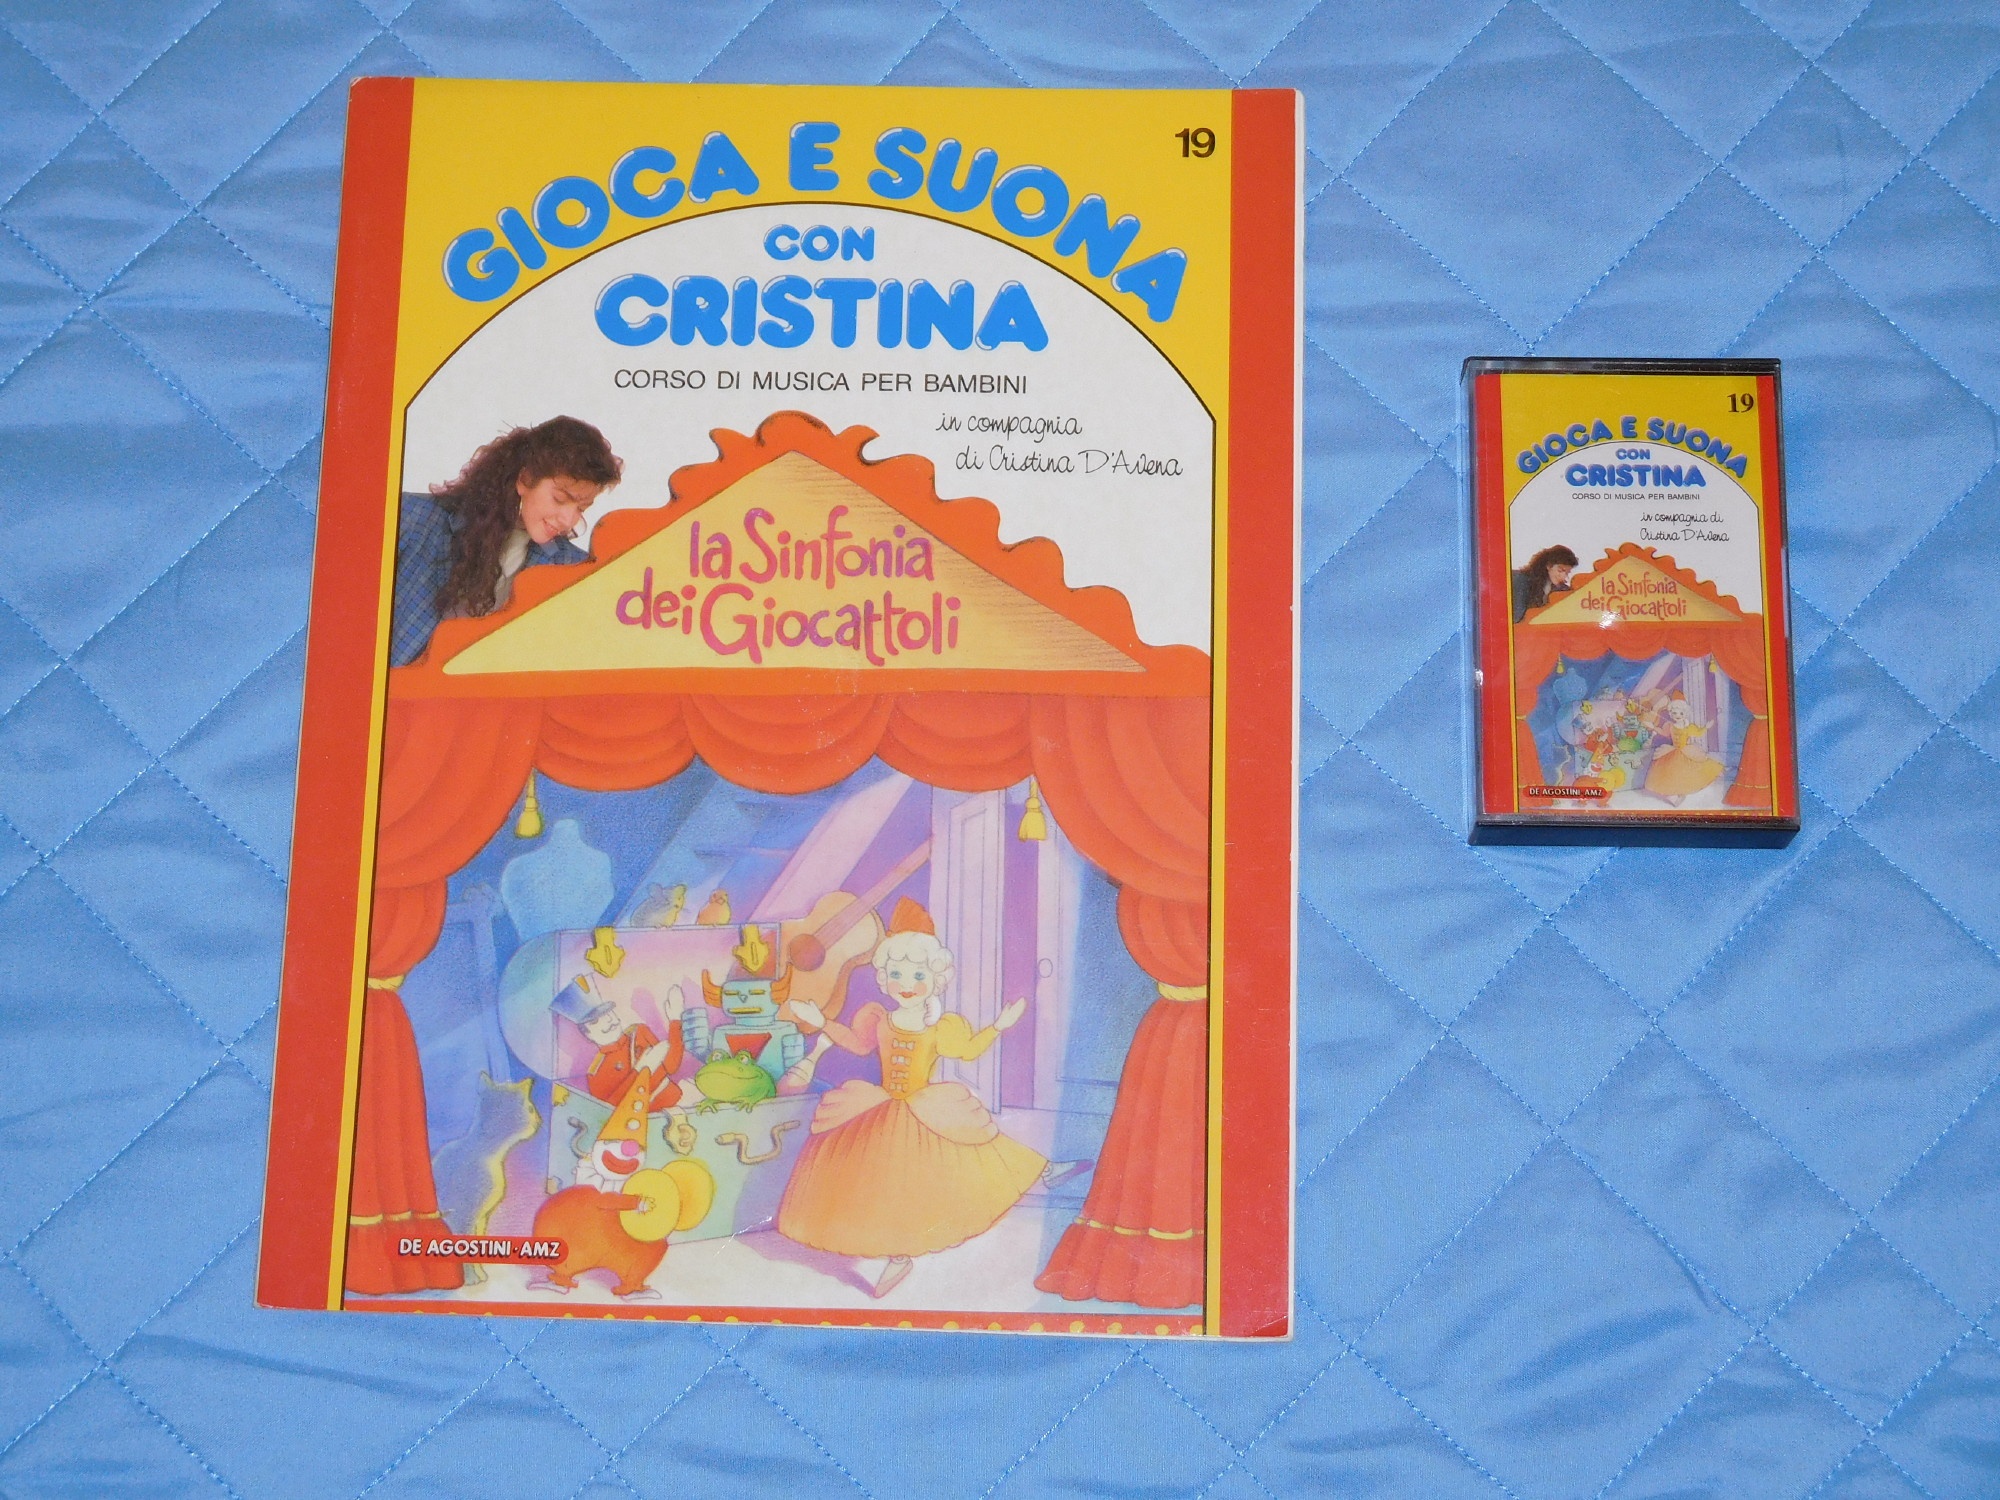 19
GIOCA E SUONA
CON
CRISTINA
CORSO DI MUSICA PER BAMBINI
in compagnia
di Cristina D'Avena
la Sinfonia
dei Giocattoli
DE AGOSTINI·AMZ
19
GIOCA E SUONA
CON
CRISTINA
CORSO DI MUSICA PER BAMBINI
in compagnia di
Cristina D'Avena
la Sinfonia
dei Giocattoli
DE AGOSTINI·AMZ